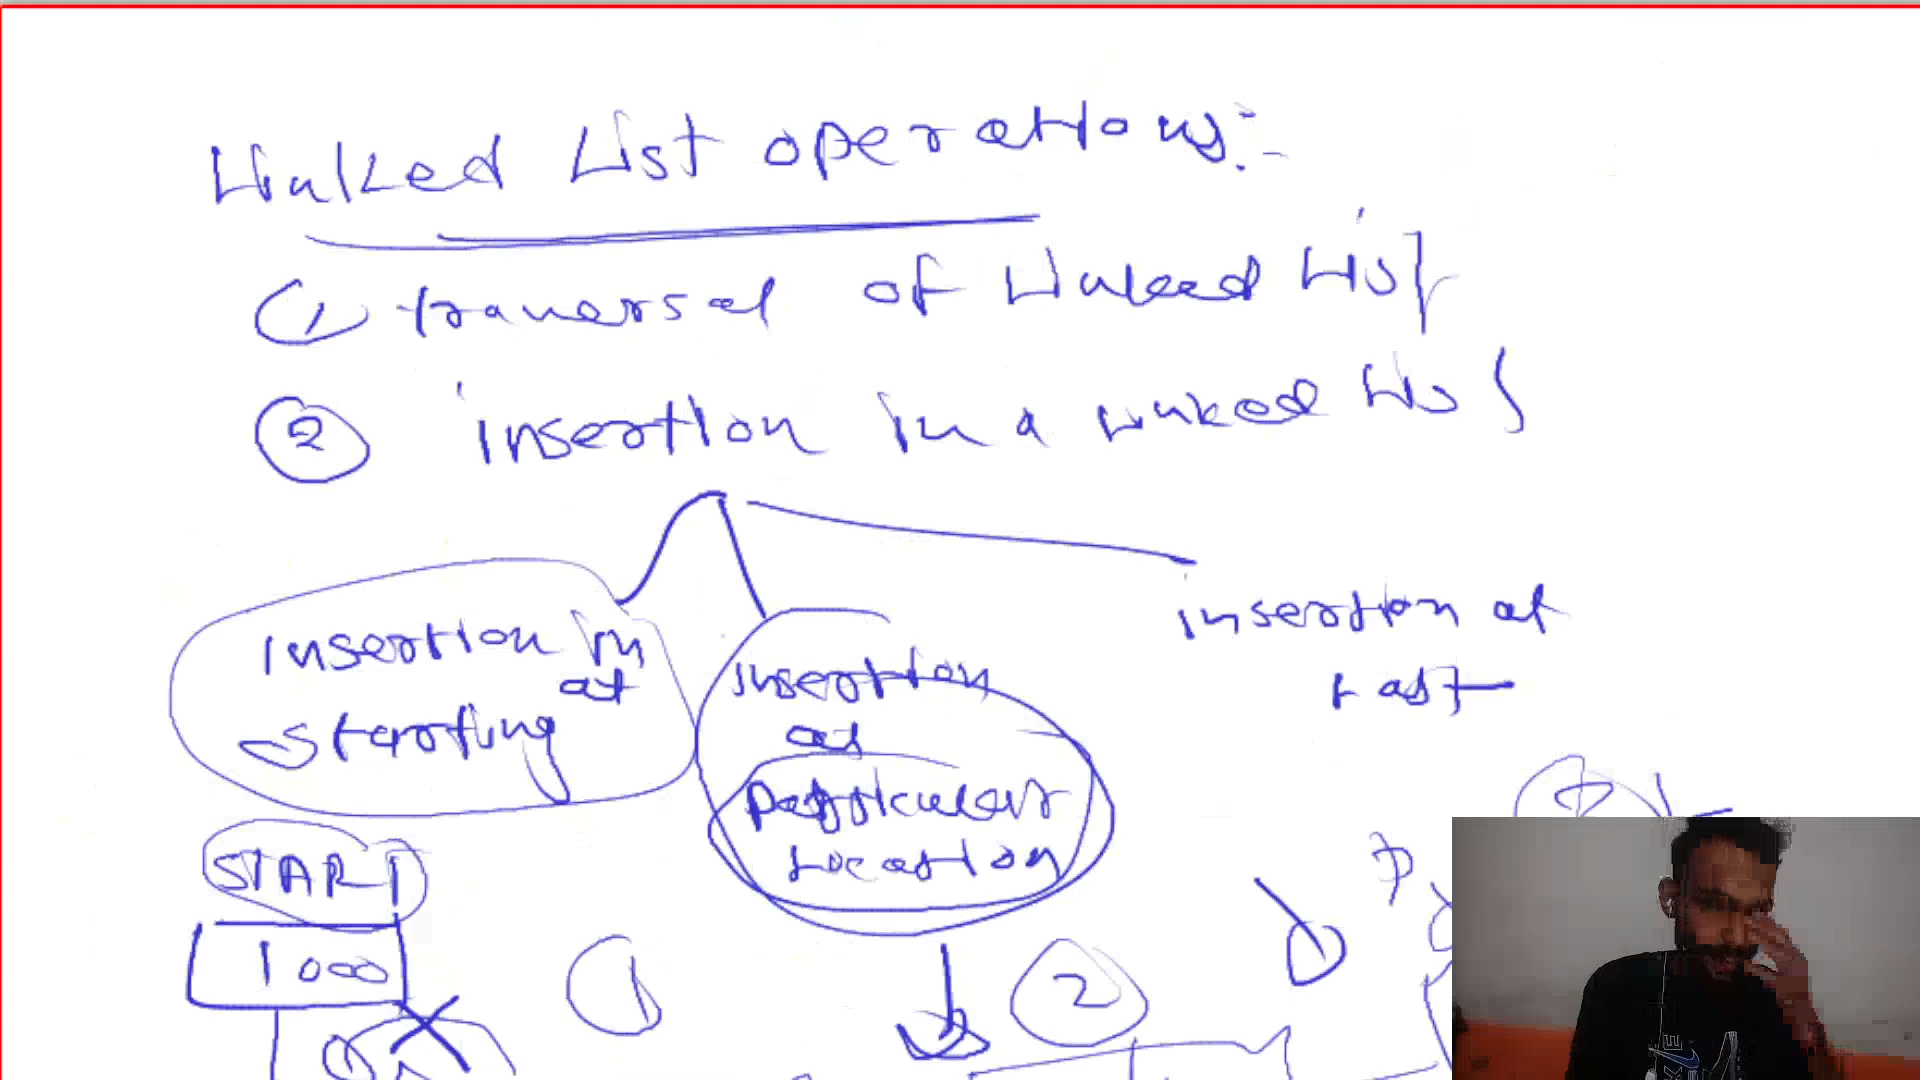 Linked List operations:-
1 traversal of Linked List
2 insertion in a Linked List
insertion in at starting
insertion at Particular Location
insertion at Last
START
1000
1
2